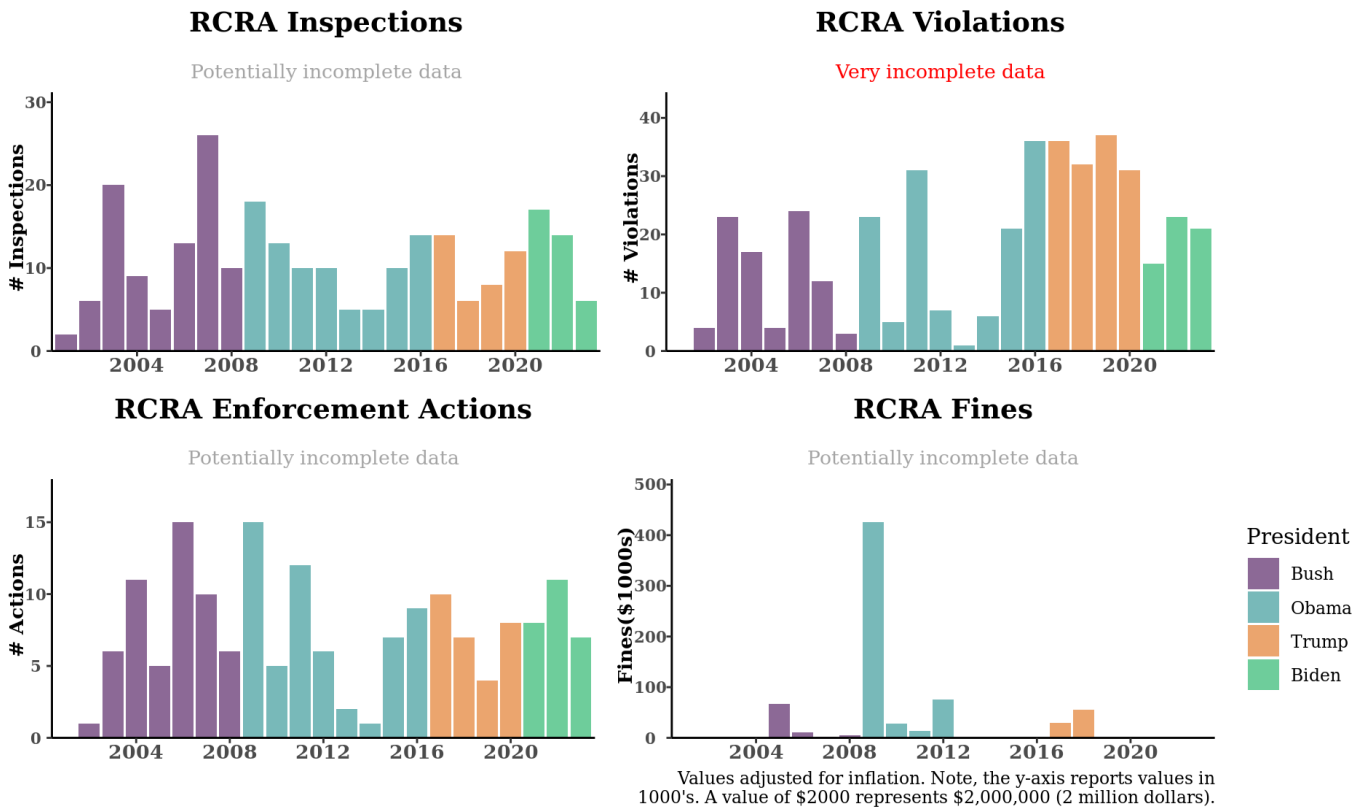 RCRA Inspections
Potentially incomplete data
# Inspections
30
20
10
0
2004 2008 2012 2016 2020
RCRA Violations
Very incomplete data
# Violations
40
30
20
10
0
2004 2008 2012 2016 2020
RCRA Enforcement Actions
Potentially incomplete data
# Actions
15
10
5
0
2004 2008 2012 2016 2020
RCRA Fines
Potentially incomplete data
Fines($1000s)
500
400
300
200
100
0
2004 2008 2012 2016 2020
President
Bush
Obama
Trump
Biden
Values adjusted for inflation. Note, the y-axis reports values in
1000's. A value of $2000 represents $2,000,000 (2 million dollars).